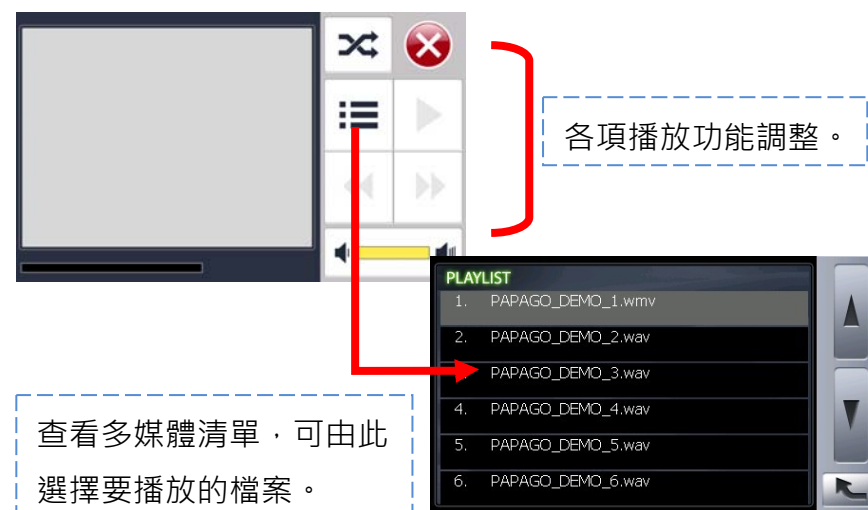 各項播放功能調整。
PLAYLIST
1. PAPAGO_DEMO_1.wmv
2. PAPAGO_DEMO_2.wav
PAPAGO_DEMO_3.wav
4. PAPAGO_DEMO_4.wav
5. PAPAGO_DEMO_5.wav
6. PAPAGO_DEMO_6.wav
查看多媒體清單，可由此
選擇要播放的檔案。